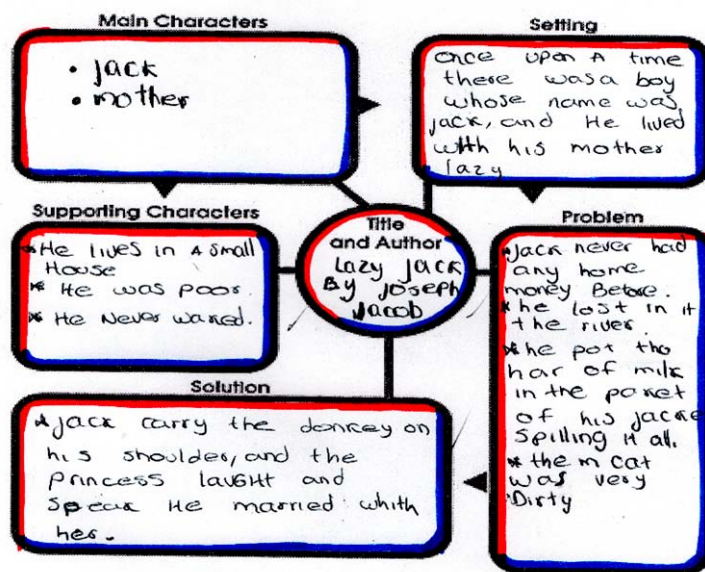 Main Characters
• jack
• mother
Setting
once upon a time
there was a boy
whose name was
jack, and He lived
with his mother
lazy
Supporting Characters
*He lives in a small
House
* He was poor.
* He Never warked.
Title
and Author
Lazy jack
By joseph
jacob
Problem
*jack never had
any home
money Before.
*he lost in it
the river.
*he pot the
har of milk
in the poket
of his jacke
spilling it all.
* the m cat
was very
Dirty
Solution
*jack carry the donkey on
his shoulder, and the
princess laught and
speak He married whith
her.